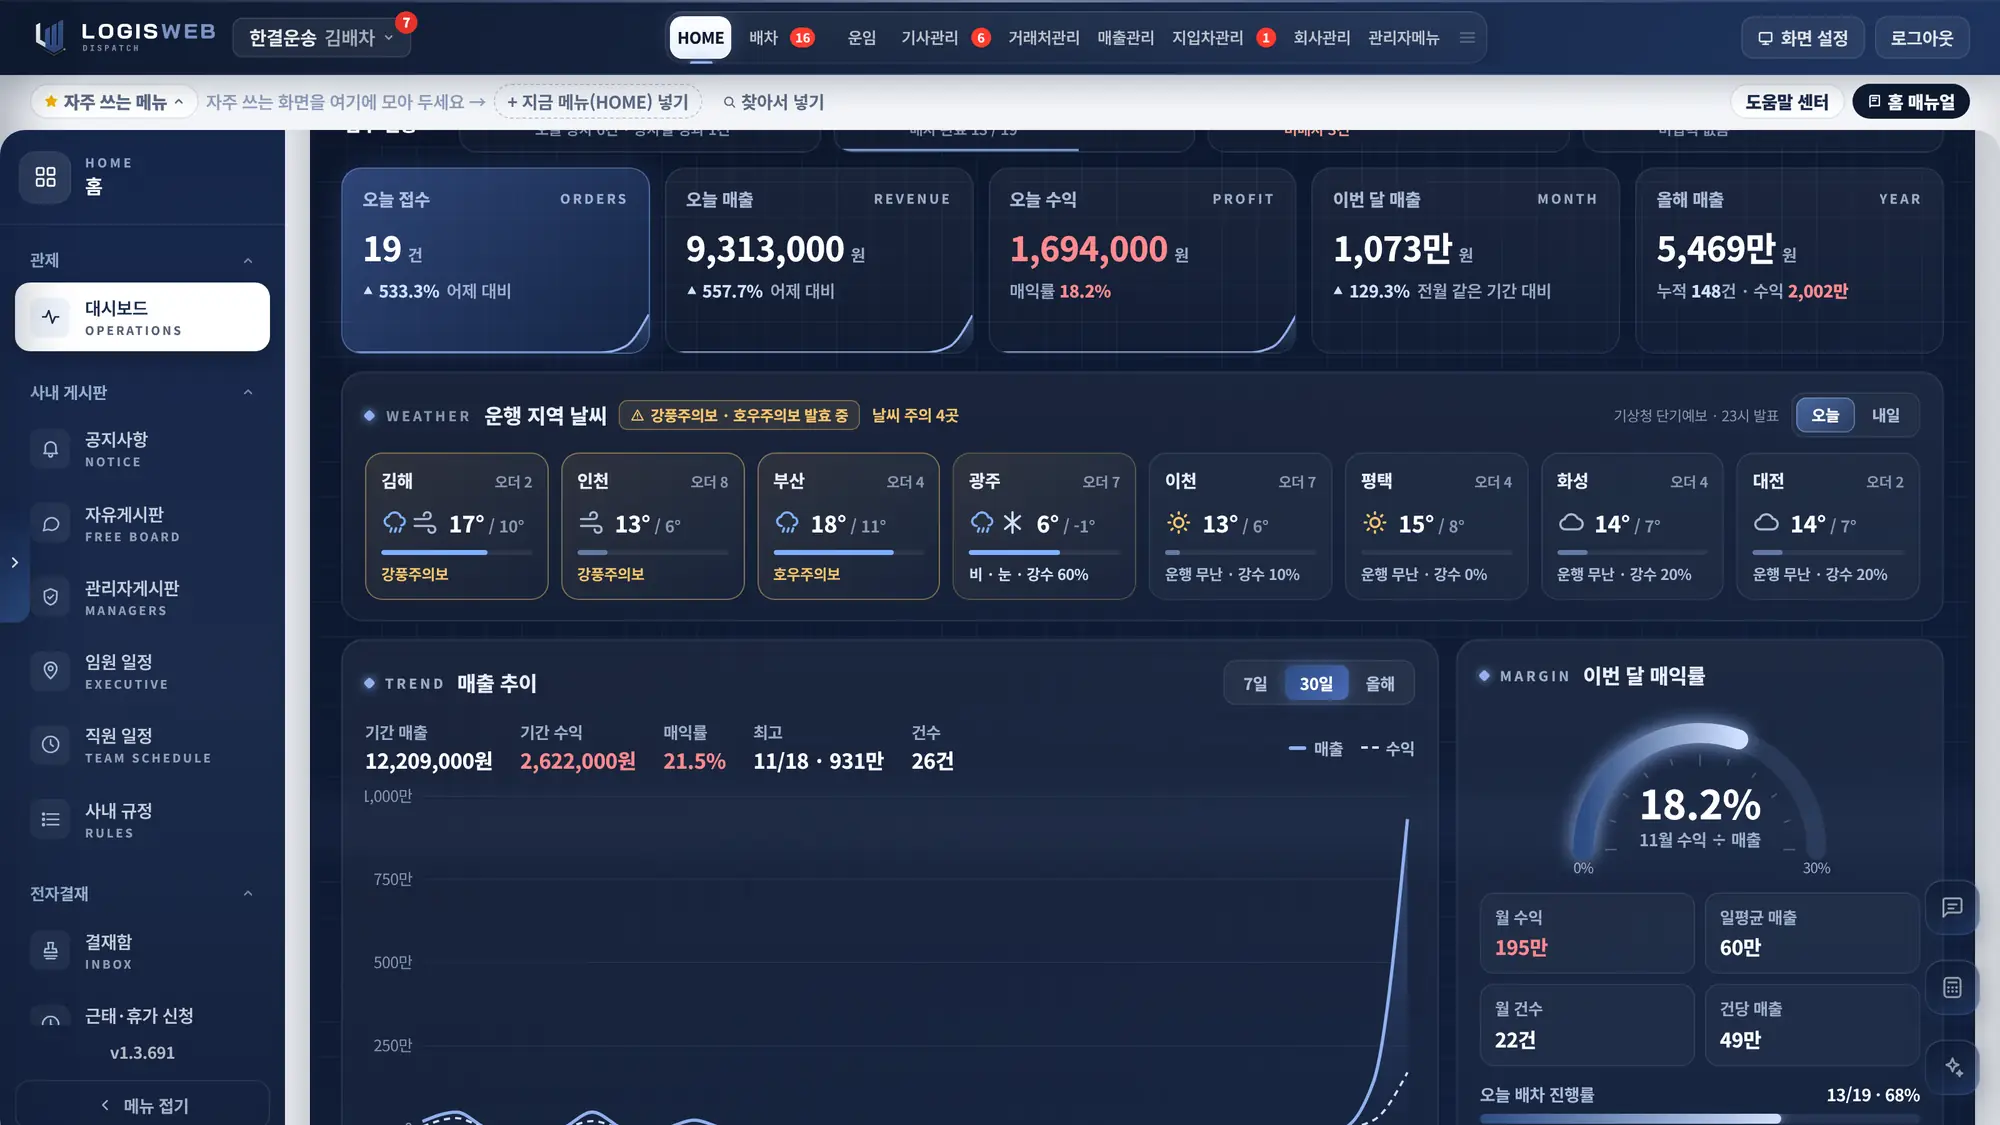 LOGISWEB
DISPATCH
한결운송 김배차
7
HOME
배차 16
운임
기사관리 6
거래처관리
매출관리
지입차관리 1
회사관리
관리자메뉴
화면 설정
로그아웃
자주 쓰는 메뉴
자주 쓰는 화면을 여기에 모아 두세요 →
+ 지금 메뉴(HOME) 넣기
찾아서 넣기
도움말 센터
홈 매뉴얼
HOME
홈
관제
대시보드
OPERATIONS
사내 게시판
공지사항
NOTICE
자유게시판
FREE BOARD
관리자게시판
MANAGERS
임원 일정
EXECUTIVE
직원 일정
TEAM SCHEDULE
사내 규정
RULES
전자결재
결재함
INBOX
근태·휴가 신청
v1.3.691
메뉴 접기
오늘 접수 ORDERS
19 건
▲ 533.3% 어제 대비
오늘 매출 REVENUE
9,313,000 원
▲ 557.7% 어제 대비
오늘 수익 PROFIT
1,694,000 원
매익률 18.2%
이번 달 매출 MONTH
1,073만 원
▲ 129.3% 전월 같은 기간 대비
올해 매출 YEAR
5,469만 원
누적 148건 · 수익 2,002만
WEATHER 운행 지역 날씨
강풍주의보 · 호우주의보 발효 중
날씨 주의 4곳
기상청 단기예보 · 23시 발표
오늘 내일
김해 오더 2
17° / 10°
강풍주의보
인천 오더 8
13° / 6°
강풍주의보
부산 오더 4
18° / 11°
호우주의보
광주 오더 7
6° / -1°
비 · 눈 · 강수 60%
이천 오더 7
13° / 6°
운행 무난 · 강수 10%
평택 오더 4
15° / 8°
운행 무난 · 강수 0%
화성 오더 4
14° / 7°
운행 무난 · 강수 20%
대전 오더 2
14° / 7°
운행 무난 · 강수 20%
TREND 매출 추이
7일 30일 올해
기간 매출
12,209,000원
기간 수익
2,622,000원
매익률
21.5%
최고
11/18 · 931만
건수
26건
매출 수익
1,000만
750만
500만
250만
MARGIN 이번 달 매익률
18.2%
11월 수익 ÷ 매출
0% 30%
월 수익
195만
일평균 매출
60만
월 건수
22건
건당 매출
49만
오늘 배차 진행률 13/19 · 68%